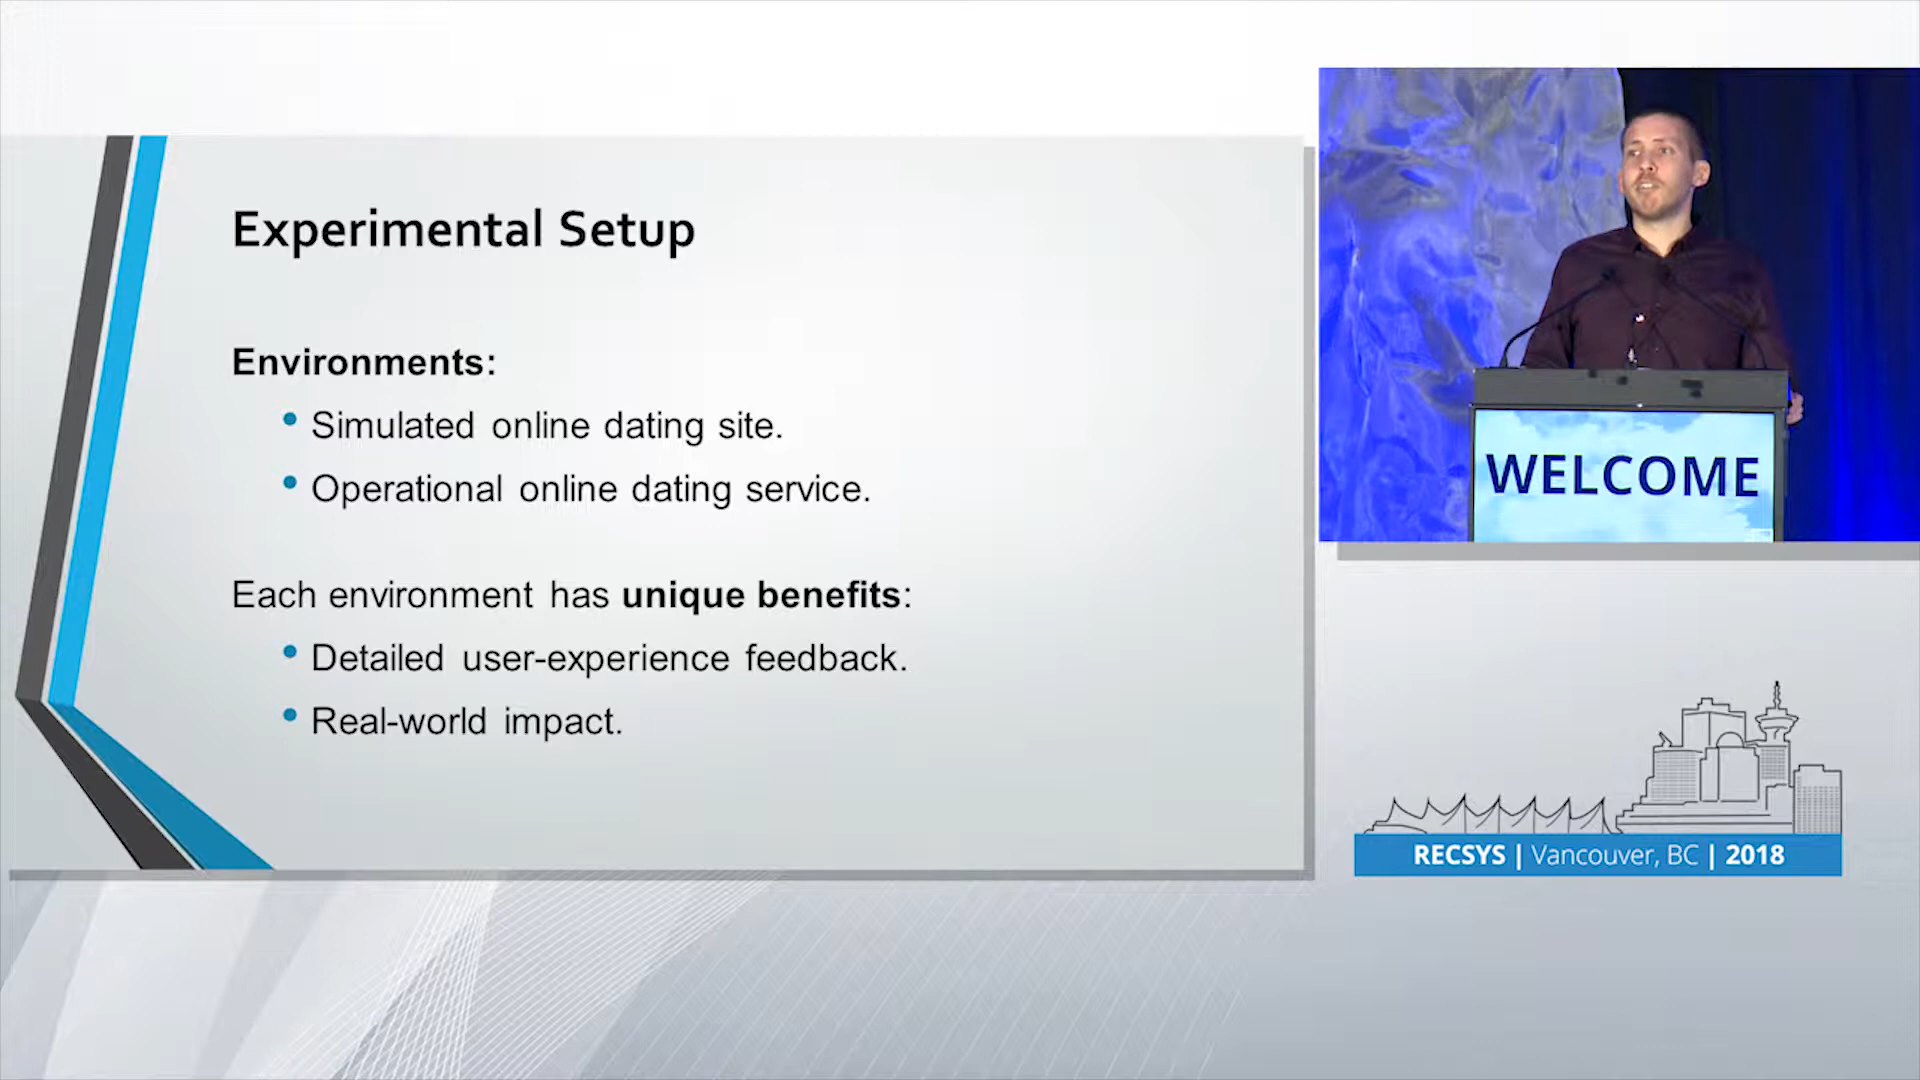 Experimental Setup
Environments:
• Simulated online dating site.
• Operational online dating service.
Each environment has unique benefits:
• Detailed user-experience feedback.
• Real-world impact.
WELCOME
RECSYS | Vancouver, BC | 2018